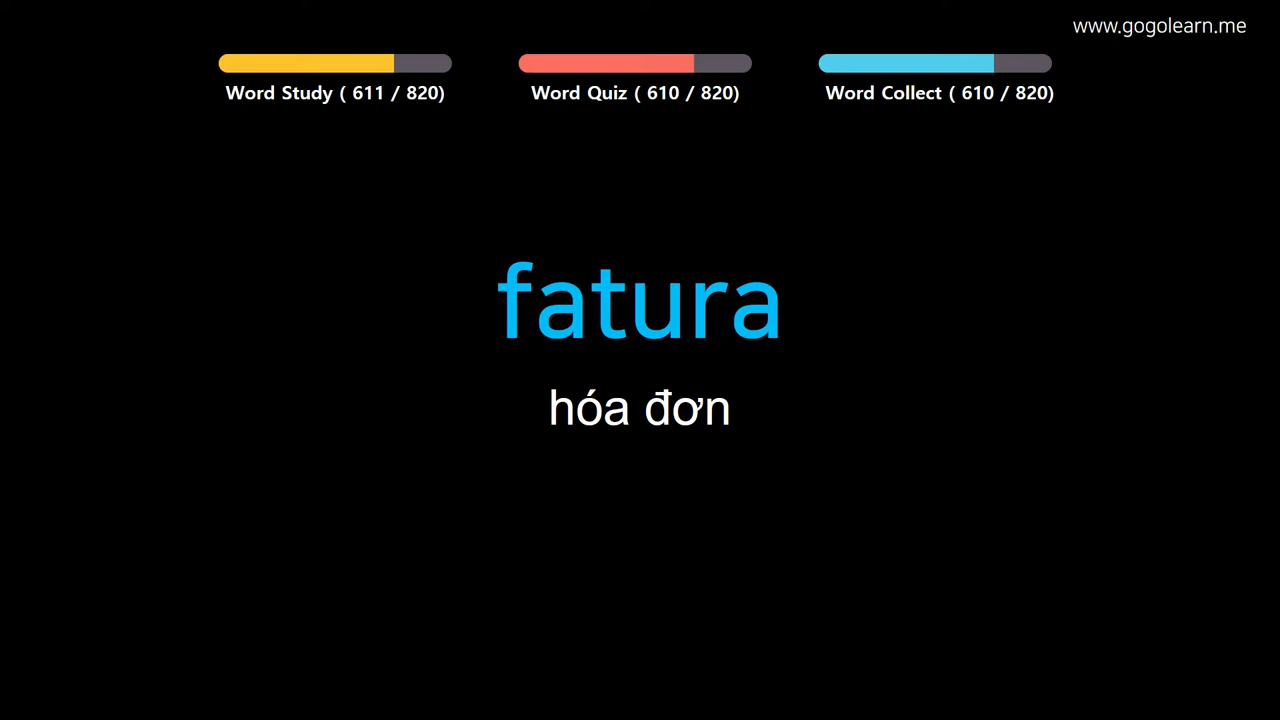 www.gogolearn.me
Word Study ( 611 / 820)
Word Quiz ( 610 / 820)
Word Collect ( 610 / 820)
fatura
hóa đơn